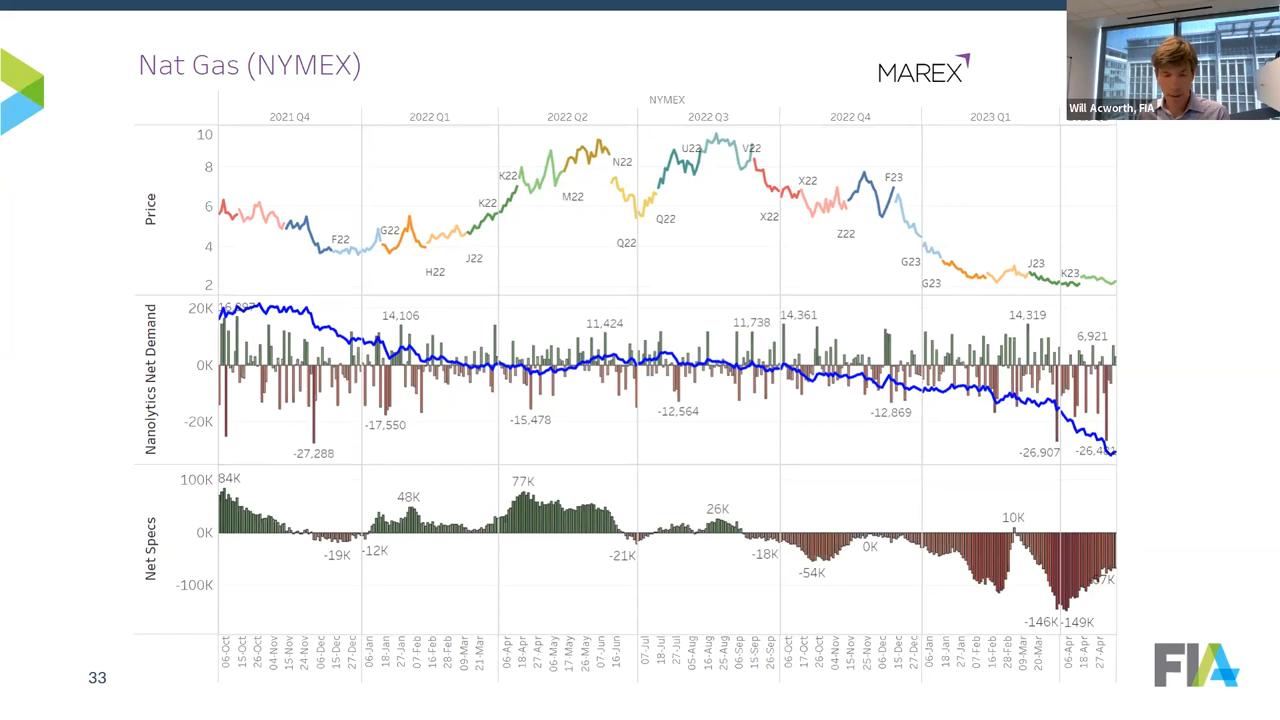 Nat Gas (NYMEX)
MAREX
Will Acworth, FIA
NYMEX
2021 Q4
2022 Q1
2022 Q2
2022 Q3
2022 Q4
2023 Q1
Price
10
8
6
4
2
F22
G22
H22
J22
K22
K22
M22
N22
Q22
Q22
U22
V22
X22
X22
Z22
F23
G23
G23
J23
K23
Nanolytics Net Demand
20K
0K
-20K
14,106
11,424
11,738
14,361
14,319
6,921
-27,288
-17,550
-15,478
-12,564
-12,869
-26,907
Net Specs
100K
0K
-100K
84K
-19K
-12K
48K
77K
-21K
26K
-18K
-54K
0K
10K
-146K
-149K
06-Oct
15-Oct
26-Oct
04-Nov
15-Nov
24-Nov
06-Dec
15-Dec
27-Dec
06-Jan
18-Jan
27-Jan
07-Feb
16-Feb
28-Feb
09-Mar
21-Mar
06-Apr
18-Apr
27-Apr
06-May
17-May
26-May
07-Jun
16-Jun
07-Jul
18-Jul
27-Jul
05-Aug
16-Aug
25-Aug
06-Sep
15-Sep
26-Sep
06-Oct
17-Oct
26-Oct
04-Nov
15-Nov
25-Nov
06-Dec
15-Dec
27-Dec
06-Jan
18-Jan
27-Jan
07-Feb
16-Feb
28-Feb
09-Mar
20-Mar
06-Apr
18-Apr
27-Apr
33
FIA